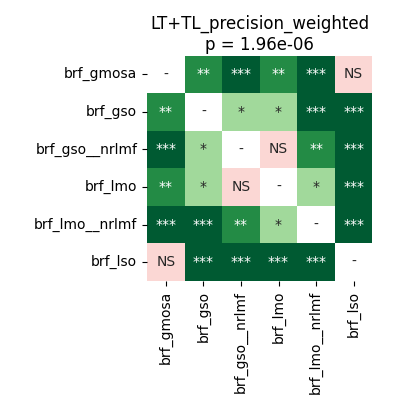 LT+TL_precision_weighted
p = 1.96e-06
brf_gmosa - ** *** ** *** NS
brf_gso ** - * * *** ***
brf_gso__nrlmf *** * - NS ** ***
brf_lmo ** * NS - * ***
brf_lmo__nrlmf *** *** ** * - ***
brf_lso NS *** *** *** *** -
brf_gmosa
brf_gso
brf_gso__nrlmf
brf_lmo
brf_lmo__nrlmf
brf_lso